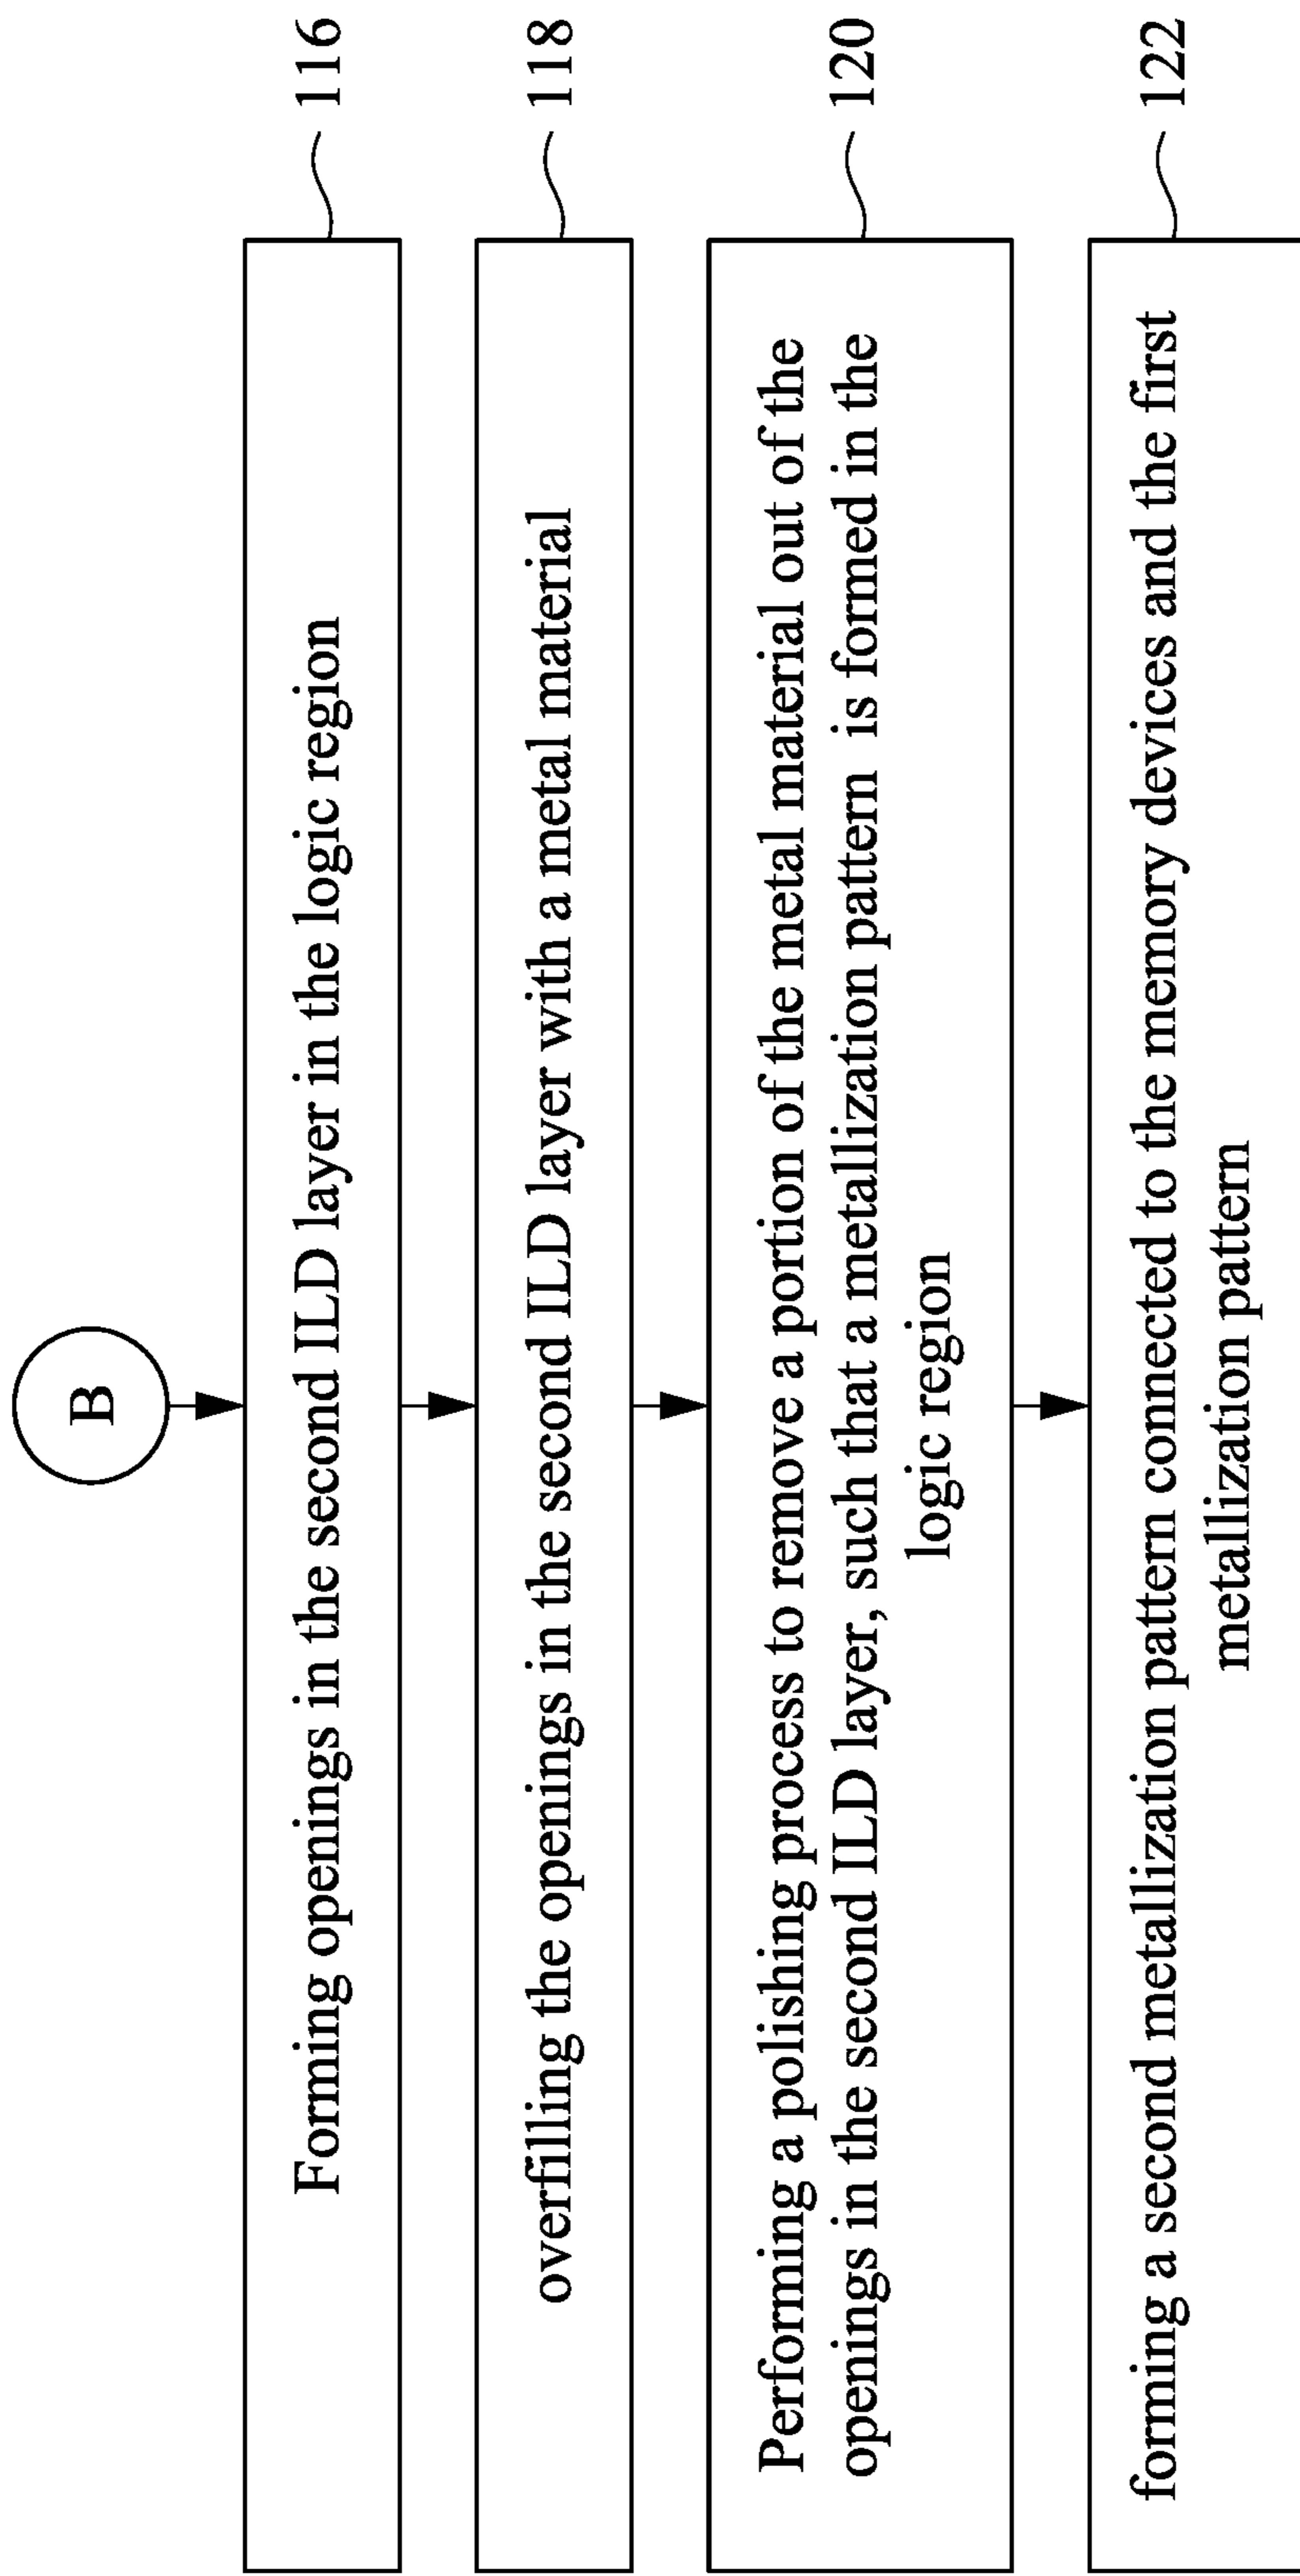 B
Forming openings in the second ILD layer in the logic region
116
overfilling the openings in the second ILD layer with a metal material
118
Performing a polishing process to remove a portion of the metal material out of the
openings in the second ILD layer, such that a metallization pattern is formed in the
logic region
120
forming a second metallization pattern connected to the memory devices and the first
metallization pattern
122